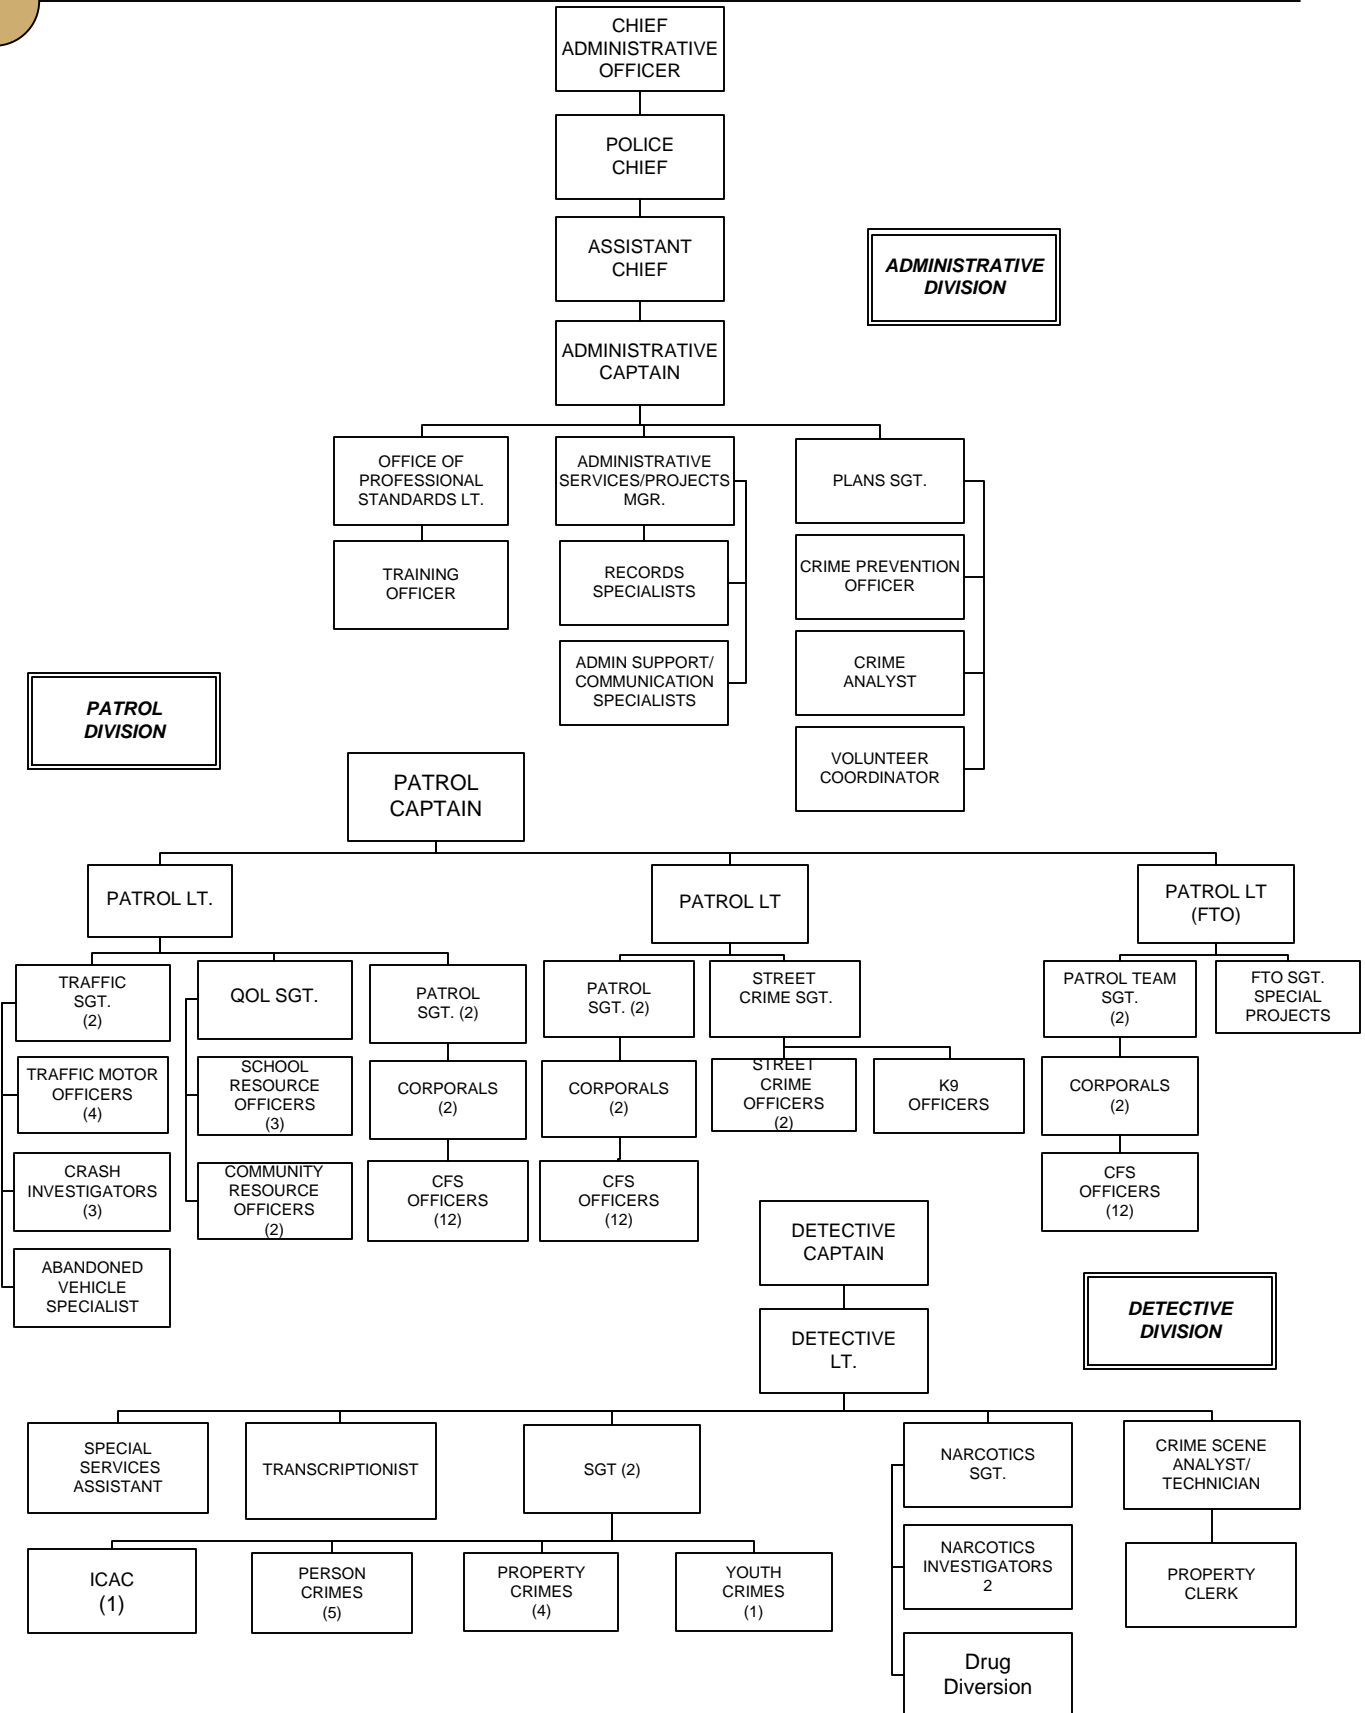 CHIEF
ADMINISTRATIVE
OFFICER
POLICE
CHIEF
ASSISTANT
CHIEF
ADMINISTRATIVE
DIVISION
ADMINISTRATIVE
CAPTAIN
OFFICE OF
PROFESSIONAL
STANDARDS LT.
ADMINISTRATIVE
SERVICES/PROJECTS
MGR.
PLANS SGT.
TRAINING
OFFICER
RECORDS
SPECIALISTS
CRIME PREVENTION
OFFICER
ADMIN SUPPORT/
COMMUNICATION
SPECIALISTS
CRIME
ANALYST
VOLUNTEER
COORDINATOR
PATROL
DIVISION
PATROL
CAPTAIN
PATROL LT.
PATROL LT
PATROL LT
(FTO)
TRAFFIC
SGT.
(2)
QOL SGT.
PATROL
SGT. (2)
PATROL
SGT. (2)
STREET
CRIME SGT.
PATROL TEAM
SGT.
(2)
FTO SGT.
SPECIAL
PROJECTS
TRAFFIC MOTOR
OFFICERS
(4)
SCHOOL
RESOURCE
OFFICERS
(3)
CORPORALS
(2)
CORPORALS
(2)
STREET
CRIME
OFFICERS
(2)
K9
OFFICERS
CORPORALS
(2)
CRASH
INVESTIGATORS
(3)
COMMUNITY
RESOURCE
OFFICERS
(2)
CFS
OFFICERS
(12)
CFS
OFFICERS
(12)
CFS
OFFICERS
(12)
ABANDONED
VEHICLE
SPECIALIST
DETECTIVE
CAPTAIN
DETECTIVE
DIVISION
DETECTIVE
LT.
SPECIAL
SERVICES
ASSISTANT
TRANSCRIPTIONIST
SGT (2)
NARCOTICS
SGT.
CRIME SCENE
ANALYST/
TECHNICIAN
ICAC
(1)
PERSON
CRIMES
(5)
PROPERTY
CRIMES
(4)
YOUTH
CRIMES
(1)
NARCOTICS
INVESTIGATORS
2
PROPERTY
CLERK
Drug
Diversion